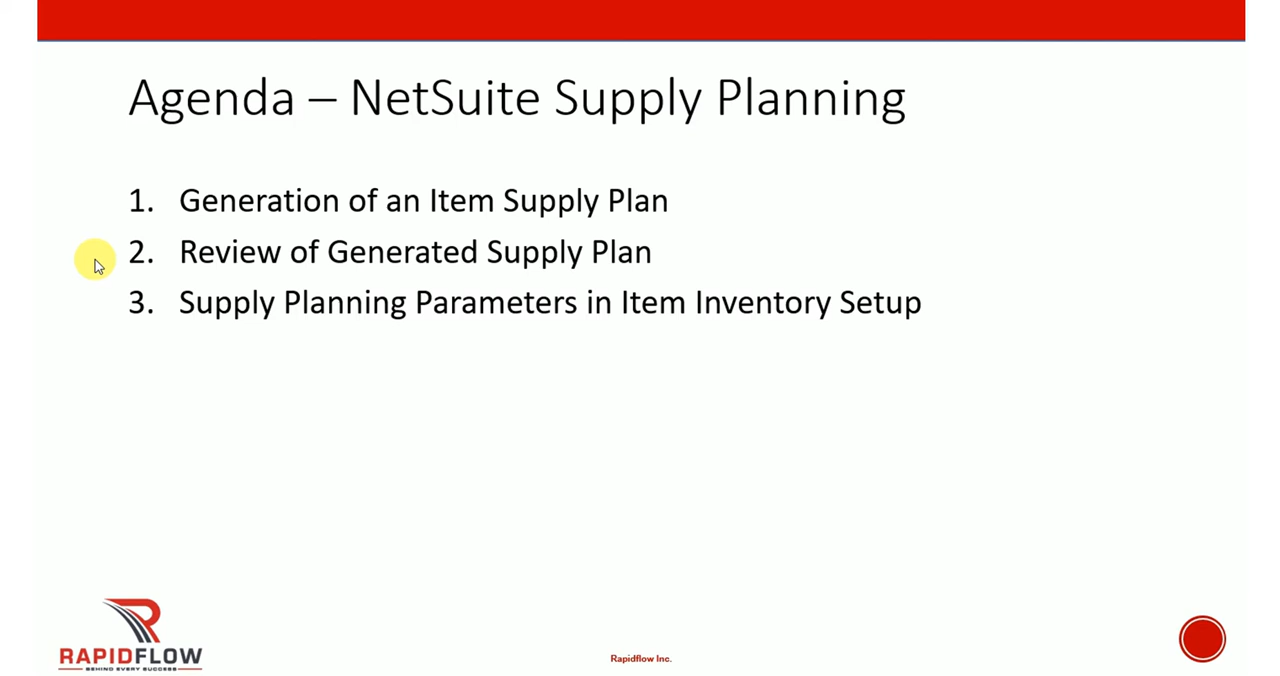 Agenda – NetSuite Supply Planning
1. Generation of an Item Supply Plan
2. Review of Generated Supply Plan
3. Supply Planning Parameters in Item Inventory Setup
RAPIDFLOW
BEHIND EVERY SUCCESS
Rapidflow Inc.